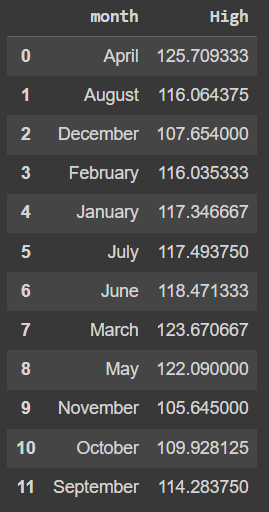 month High
0 April 125.709333
1 August 116.064375
2 December 107.654000
3 February 116.035333
4 January 117.346667
5 July 117.493750
6 June 118.471333
7 March 123.670667
8 May 122.090000
9 November 105.645000
10 October 109.928125
11 September 114.283750